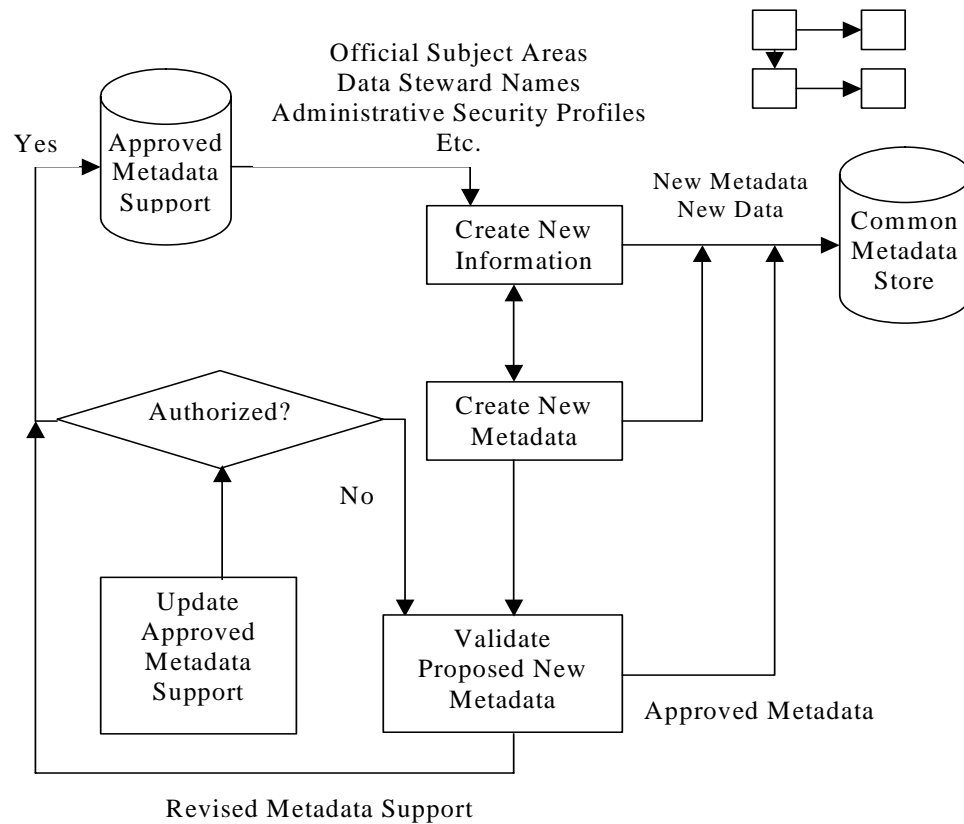 Official Subject Areas
Data Steward Names
Administrative Security Profiles
Etc.
Yes
Approved
Metadata
Support
New Metadata
New Data
Create New
Information
Common
Metadata
Store
Authorized?
Create New
Metadata
No
Update
Approved
Metadata
Support
Validate
Proposed New
Metadata
Approved Metadata
Revised Metadata Support